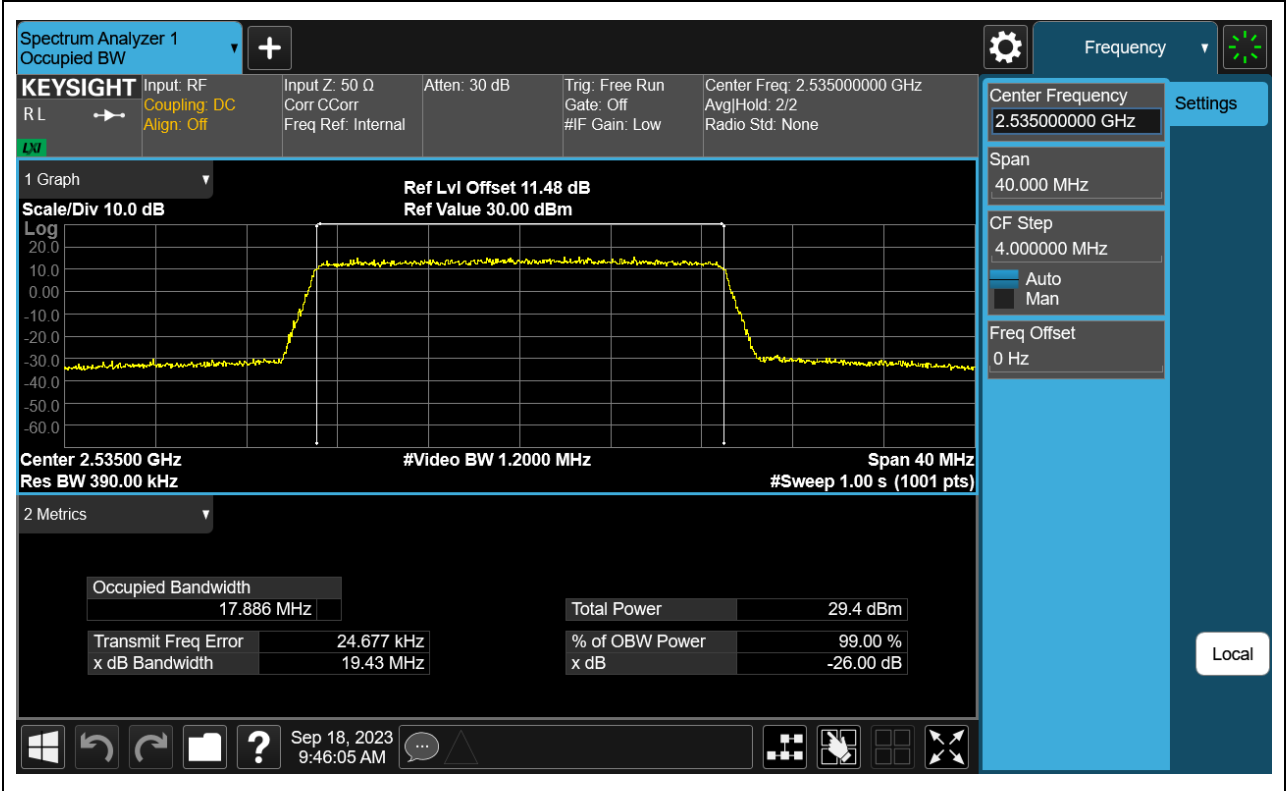 Spectrum Analyzer 1
Occupied BW
+
Frequency
KEYSIGHT
R L
LXI
Input: RF
Coupling: DC
Align: Off
Input Z: 50 Ω
Corr CCorr
Freq Ref: Internal
Atten: 30 dB
Trig: Free Run
Gate: Off
#IF Gain: Low
Center Freq: 2.535000000 GHz
Avg|Hold: 2/2
Radio Std: None
Center Frequency
2.535000000 GHz
Settings
Span
40.000 MHz
CF Step
4.000000 MHz
Auto
Man
Freq Offset
0 Hz
Local
1 Graph
Scale/Div 10.0 dB
Ref Lvl Offset 11.48 dB
Ref Value 30.00 dBm
Log
20.0
10.0
0.00
-10.0
-20.0
-30.0
-40.0
-50.0
-60.0
Center 2.53500 GHz
#Video BW 1.2000 MHz
Span 40 MHz
Res BW 390.00 kHz
#Sweep 1.00 s (1001 pts)
2 Metrics
Occupied Bandwidth
17.886 MHz
Total Power 29.4 dBm
Transmit Freq Error 24.677 kHz
% of OBW Power 99.00 %
x dB Bandwidth 19.43 MHz
x dB -26.00 dB
?
Sep 18, 2023
9:46:05 AM